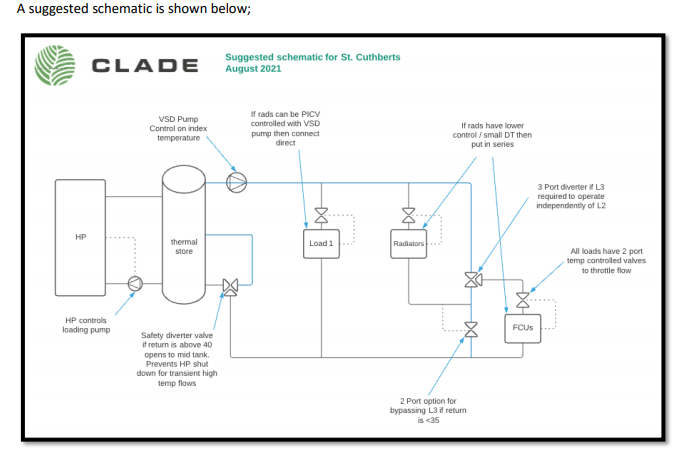 A suggested schematic is shown below;
CLADE
Suggested schematic for St. Cuthberts
August 2021
VSD Pump
Control on index
temperature
If rads can be PICV
controlled with VSD
pump then connect
direct
If rads have lower
control / small DT then
put in series
3 Port diverter if L3
required to operate
independently of L2
HP
thermal
store
Load 1
Radiators
All loads have 2 port
temp controlled valves
to throttle flow
HP controls
loading pump
Safety diverter valve
if return is above 40
opens to mid tank.
Prevents HP shut
down for transient high
temp flows
FCUs
2 Port option for
bypassing L3 if return
is <35